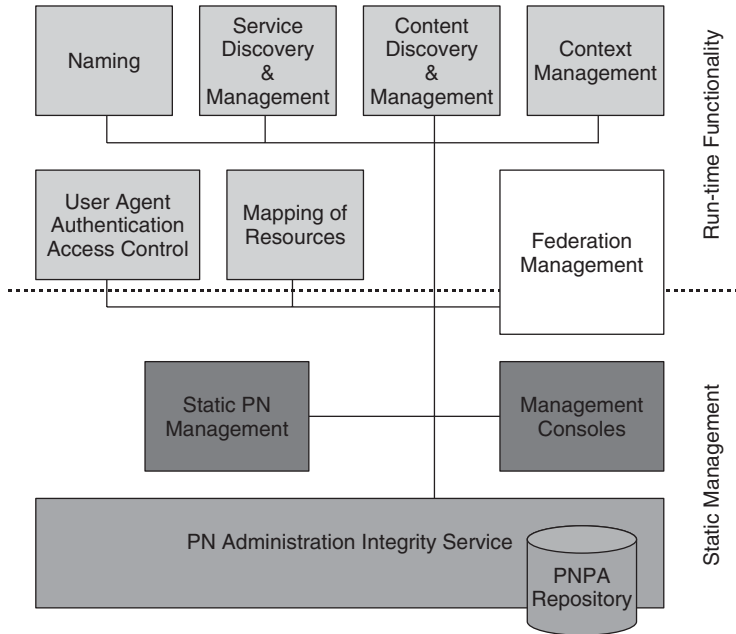 Naming
Service
Discovery
&
Management
Content
Discovery
&
Management
Context
Management
Run-time Functionality
User Agent
Authentication
Access Control
Mapping of
Resources
Federation
Management
Static PN
Management
Management
Consoles
Static Management
PN Administration Integrity Service
PNPA
Repository